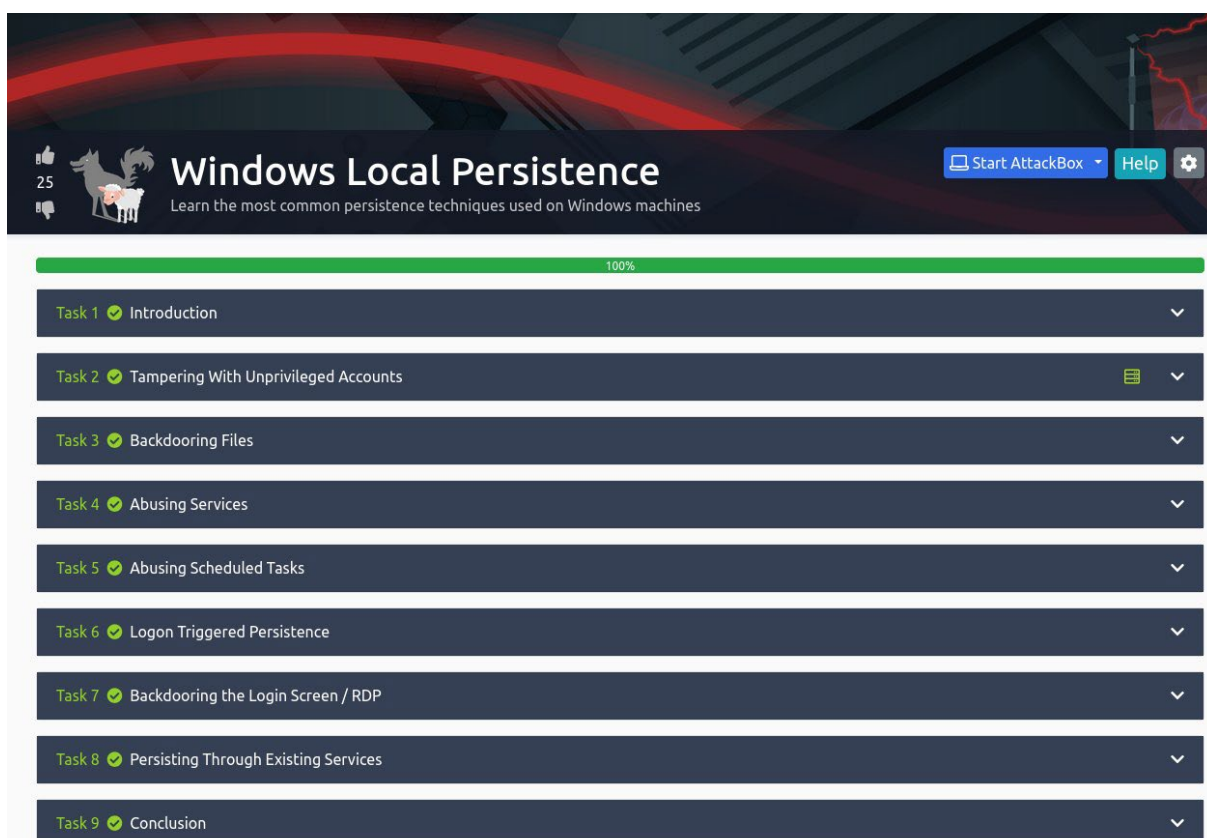 25
Windows Local Persistence
Learn the most common persistence techniques used on Windows machines
Start AttackBox
Help
100%
Task 1 Introduction
Task 2 Tampering With Unprivileged Accounts
Task 3 Backdooring Files
Task 4 Abusing Services
Task 5 Abusing Scheduled Tasks
Task 6 Logon Triggered Persistence
Task 7 Backdooring the Login Screen / RDP
Task 8 Persisting Through Existing Services
Task 9 Conclusion